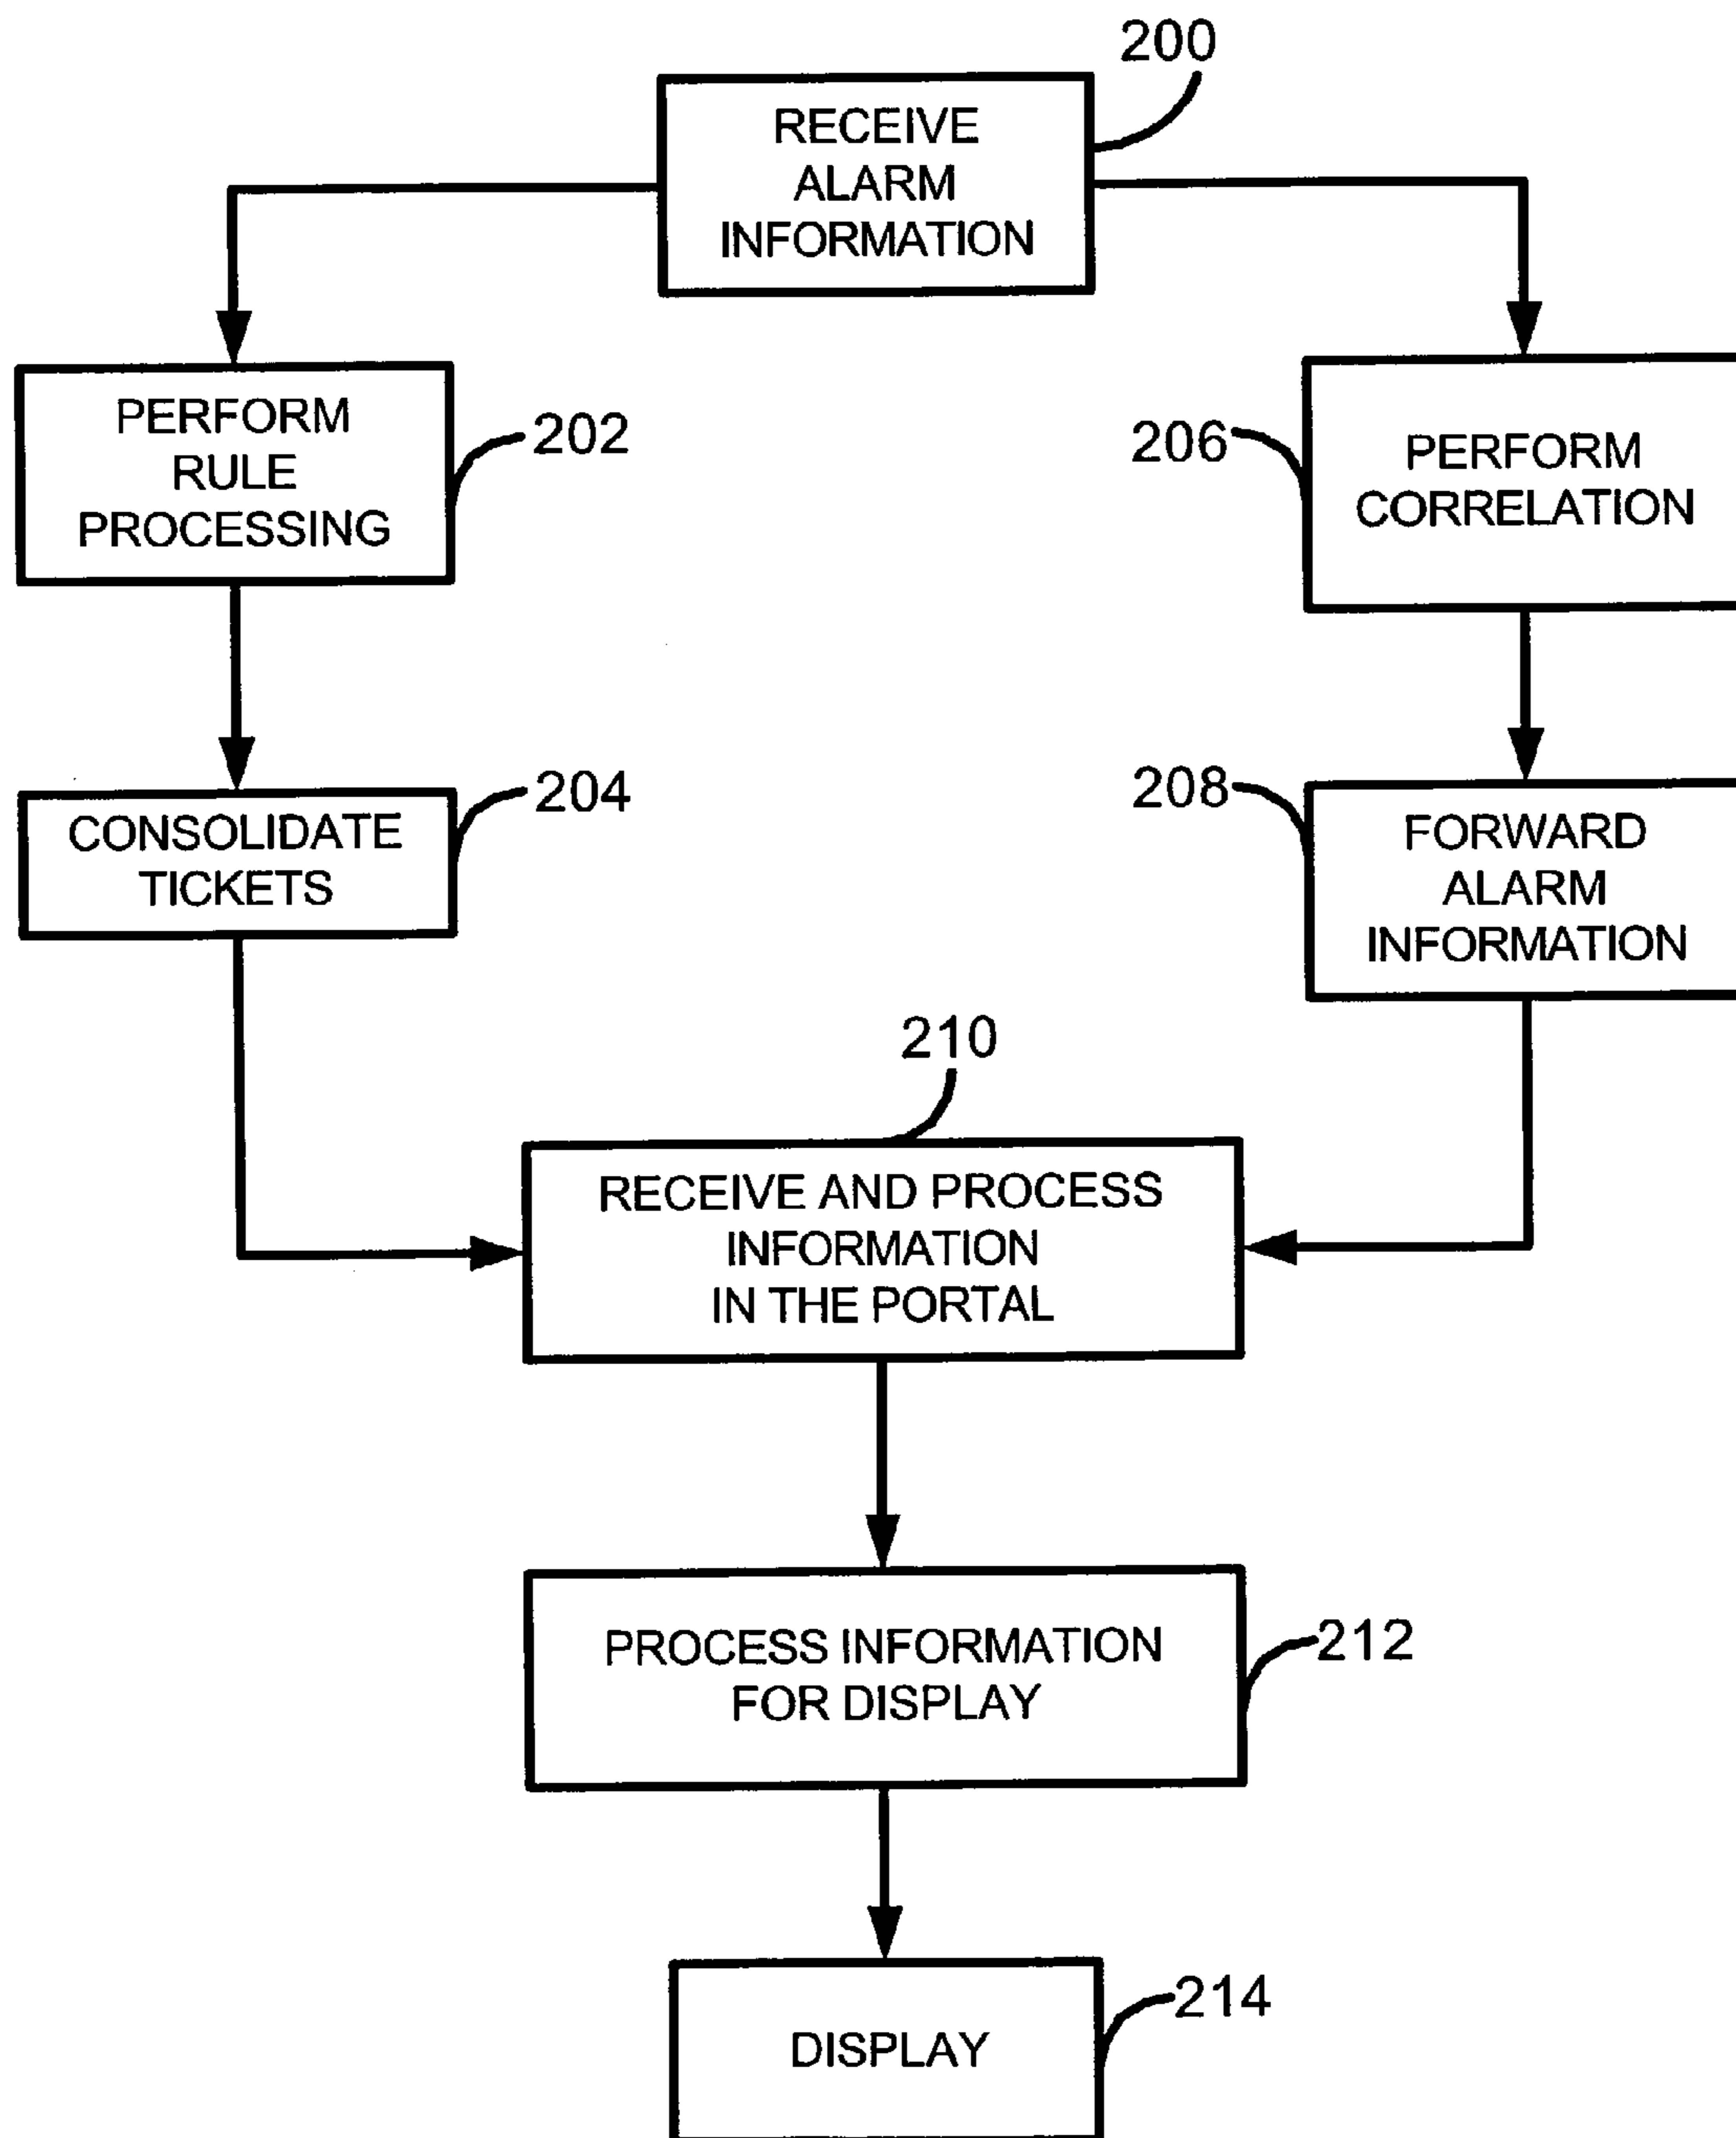 200
RECEIVE
ALARM
INFORMATION
PERFORM
RULE
PROCESSING
202
206
PERFORM
CORRELATION
CONSOLIDATE
TICKETS
204
208
FORWARD
ALARM
INFORMATION
210
RECEIVE AND PROCESS
INFORMATION
IN THE PORTAL
PROCESS INFORMATION
FOR DISPLAY
212
DISPLAY
214